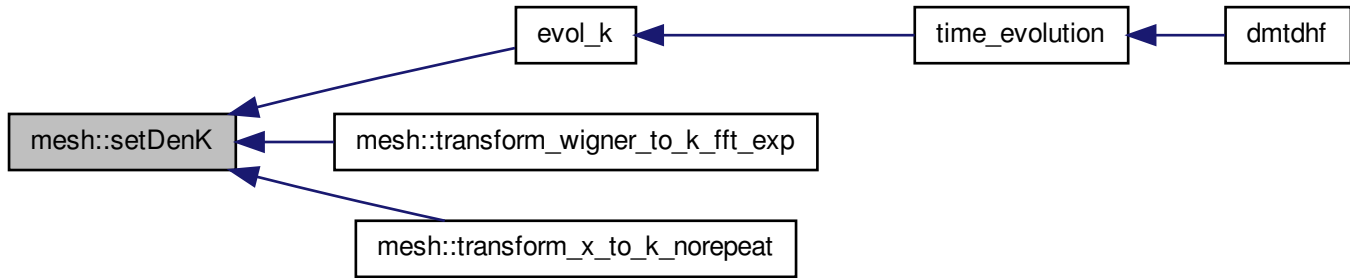 evol_k
time_evolution
dmtdhf
mesh::setDenK
mesh::transform_wigner_to_k_fft_exp
mesh::transform_x_to_k_norepeat